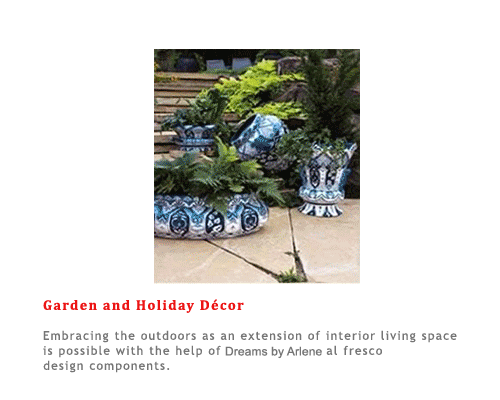 Garden and Holiday Décor
Embracing the outdoors as an extension of interior living space
is possible with the help of Dreams by Arlene al fresco
design components.